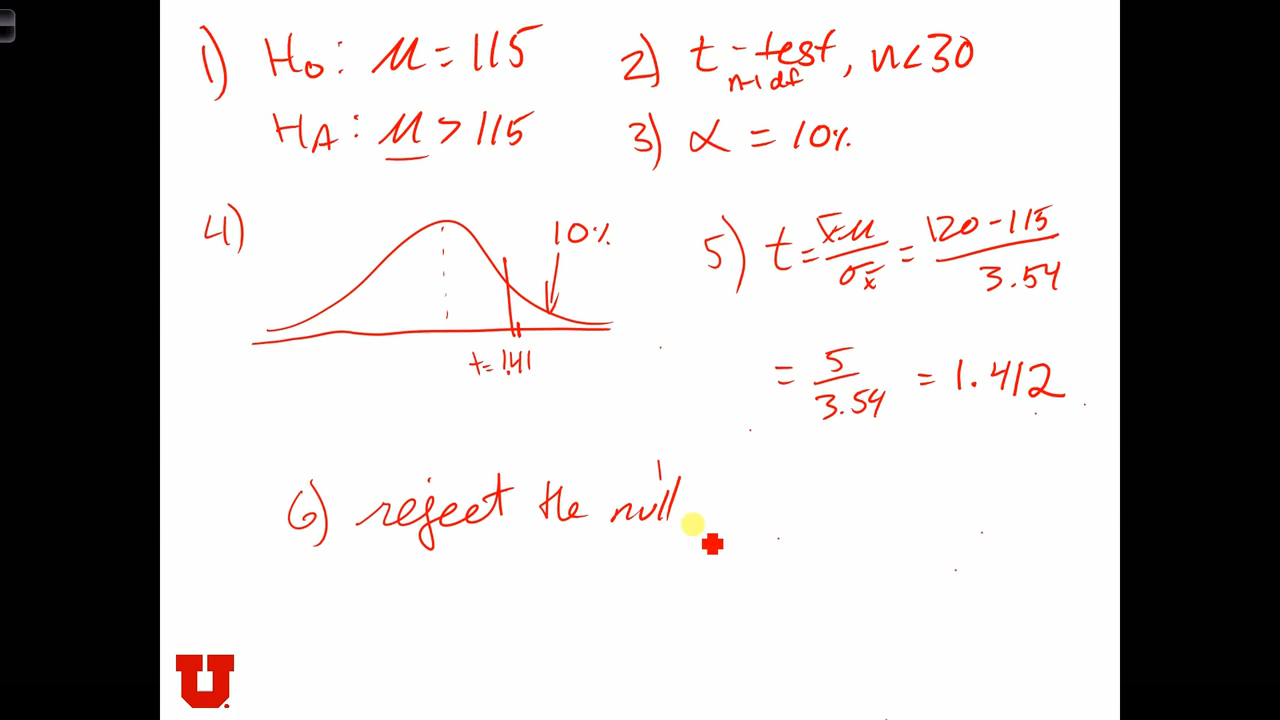 1) H₀: μ = 115
H_A: μ > 115
2) t-test, n<30
n-1 df
3) α = 10%
4)
10%
t=1.41
5) t = x̄-μ / σx̄ = 120-115 / 3.54
= 5 / 3.54 = 1.412
6) reject the null
U